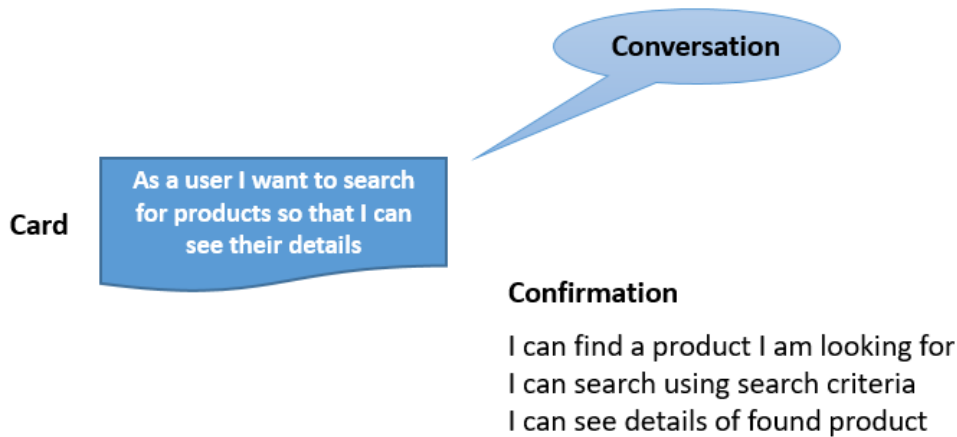 Conversation
As a user I want to search
for products so that I can
see their details
Card
Confirmation
I can find a product I am looking for
I can search using search criteria
I can see details of found product